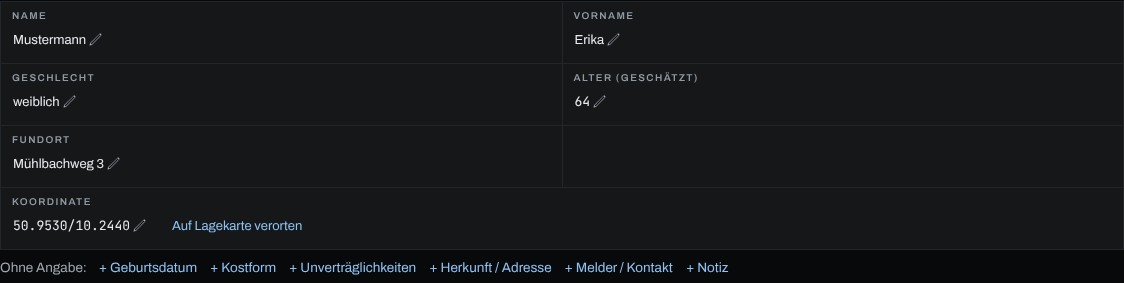 NAME
VORNAME
Mustermann
Erika
GESCHLECHT
ALTER (GESCHÄTZT)
weiblich
64
FUNDORT
Mühlbachweg 3
KOORDINATE
50.9530/10.2440 Auf Lagekarte verorten
Ohne Angabe: + Geburtsdatum + Kostform + Unverträglichkeiten + Herkunft / Adresse + Melder / Kontakt + Notiz